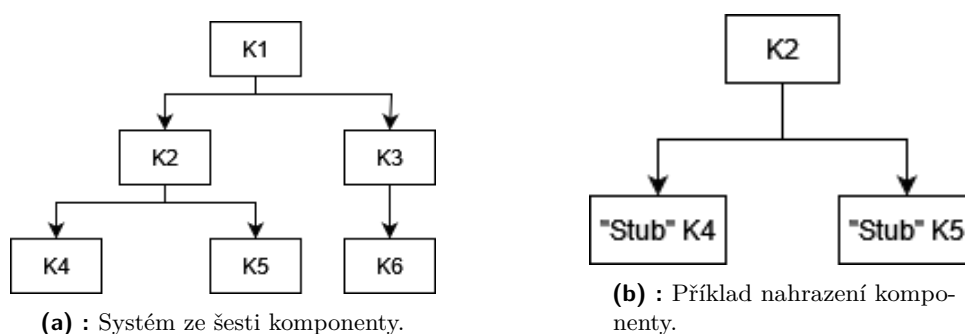 K1
K2
K3
K4
K5
K6
(a) : Systém ze šesti komponenty.
K2
"Stub" K4
"Stub" K5
(b) : Příklad nahrazení kompo-
nenty.